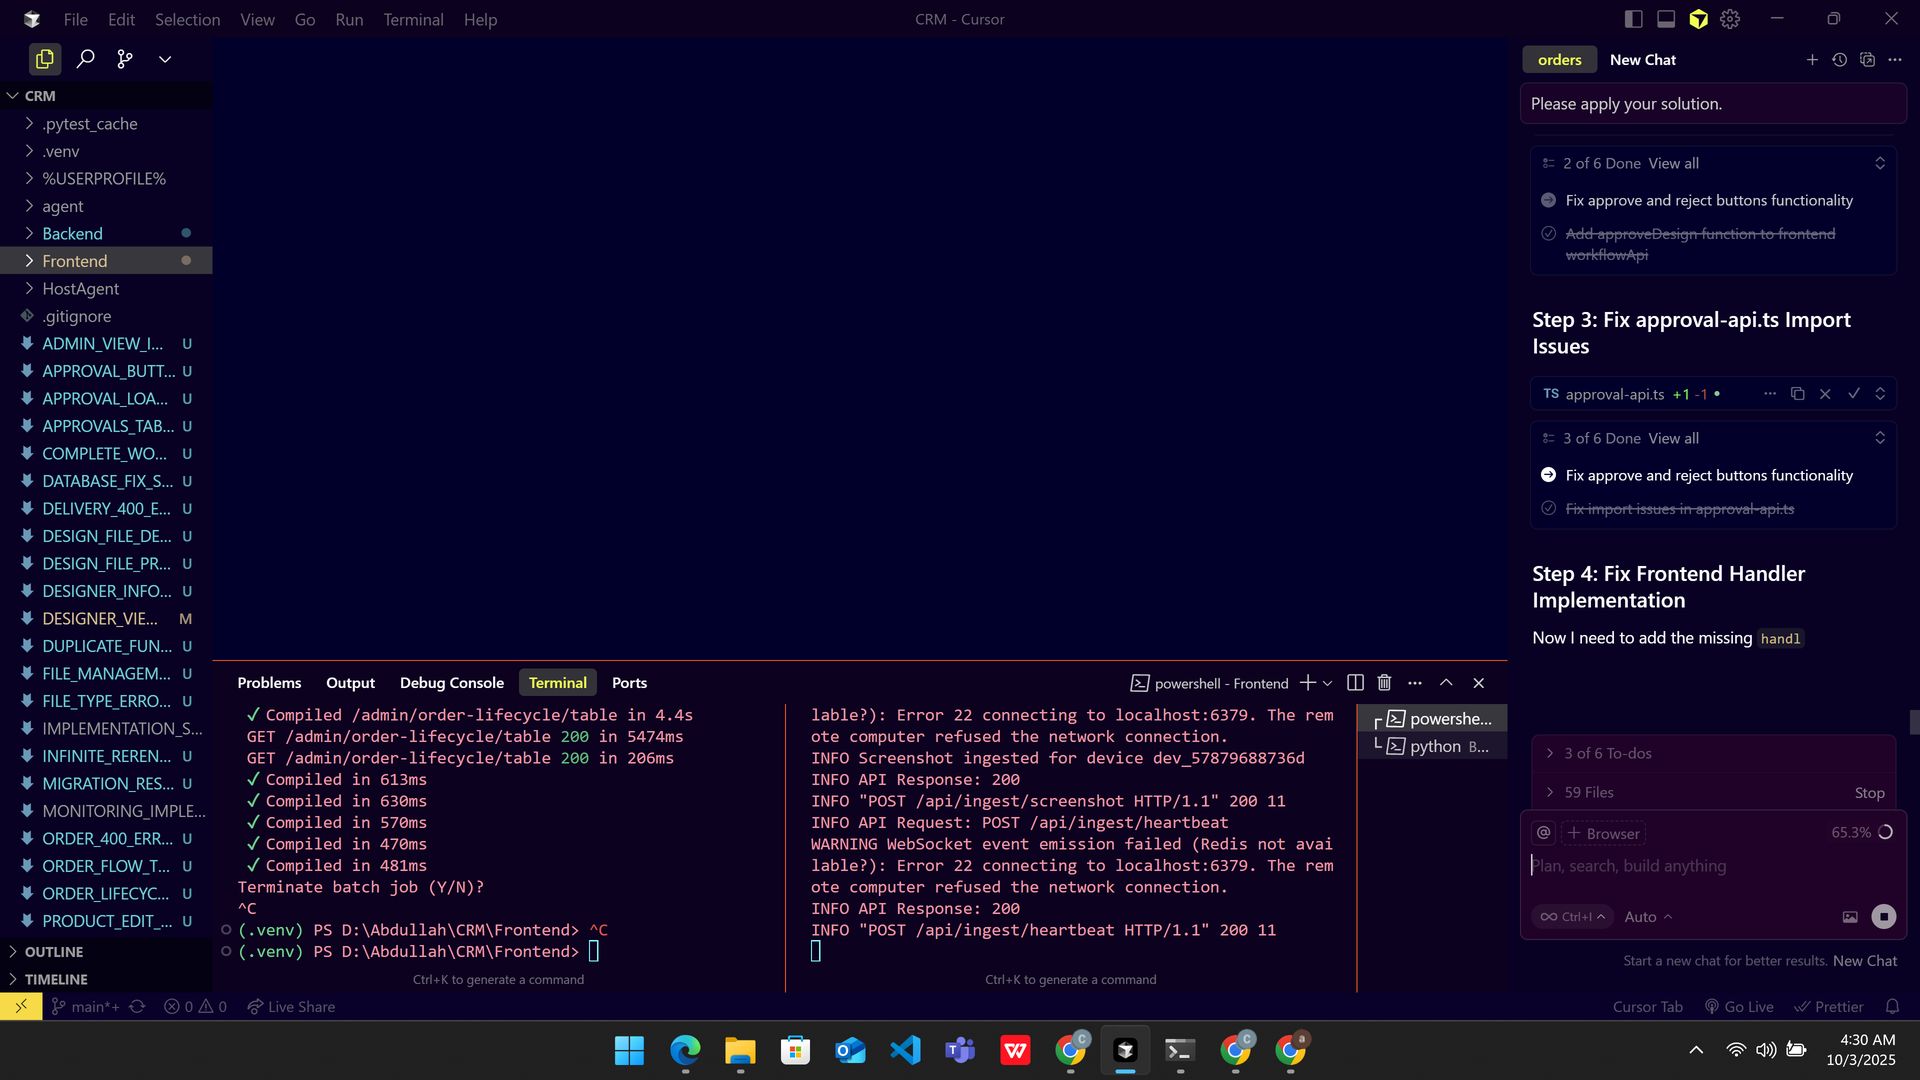 File Edit Selection View Go Run Terminal Help
CRM - Cursor
CRM
.pytest_cache
.venv
%USERPROFILE%
agent
Backend
Frontend
HostAgent
.gitignore
ADMIN_VIEW_I... U
APPROVAL_BUTT... U
APPROVAL_LOA... U
APPROVALS_TAB... U
COMPLETE_WO... U
DATABASE_FIX_S... U
DELIVERY_400_E... U
DESIGN_FILE_DE... U
DESIGN_FILE_PR... U
DESIGNER_INFO... U
DESIGNER_VIE... M
DUPLICATE_FUN... U
FILE_MANAGEM... U
FILE_TYPE_ERRO... U
IMPLEMENTATION_S...
INFINITE_REREN... U
MIGRATION_RES... U
MONITORING_IMPLE...
ORDER_400_ERR... U
ORDER_FLOW_T... U
ORDER_LIFECYC... U
PRODUCT_EDIT_... U
OUTLINE
TIMELINE
Problems Output Debug Console Terminal Ports
powershell - Frontend
✓ Compiled /admin/order-lifecycle/table in 4.4s
GET /admin/order-lifecycle/table 200 in 5474ms
GET /admin/order-lifecycle/table 200 in 206ms
✓ Compiled in 613ms
✓ Compiled in 630ms
✓ Compiled in 570ms
✓ Compiled in 470ms
✓ Compiled in 481ms
Terminate batch job (Y/N)?
^C
(.venv) PS D:\Abdullah\CRM\Frontend> ^C
(.venv) PS D:\Abdullah\CRM\Frontend>
Ctrl+K to generate a command
lable?): Error 22 connecting to localhost:6379. The rem
ote computer refused the network connection.
INFO Screenshot ingested for device dev_57879688736d
INFO API Response: 200
INFO "POST /api/ingest/screenshot HTTP/1.1" 200 11
INFO API Request: POST /api/ingest/heartbeat
WARNING WebSocket event emission failed (Redis not avai
lable?): Error 22 connecting to localhost:6379. The rem
ote computer refused the network connection.
INFO API Response: 200
INFO "POST /api/ingest/heartbeat HTTP/1.1" 200 11
Ctrl+K to generate a command
powershe...
python B...
orders New Chat
Please apply your solution.
2 of 6 Done View all
Fix approve and reject buttons functionality
Add approveDesign function to frontend
workflowApi
Step 3: Fix approval-api.ts Import
Issues
TS approval-api.ts +1 -1
3 of 6 Done View all
Fix approve and reject buttons functionality
Fix import issues in approval-api.ts
Step 4: Fix Frontend Handler
Implementation
Now I need to add the missing handl
3 of 6 To-dos
59 Files Stop
@ + Browser 65.3%
Plan, search, build anything
∞ Ctrl+I Auto
Start a new chat for better results. New Chat
main*+ 0 0 Live Share
Cursor Tab Go Live Prettier
4:30 AM
10/3/2025